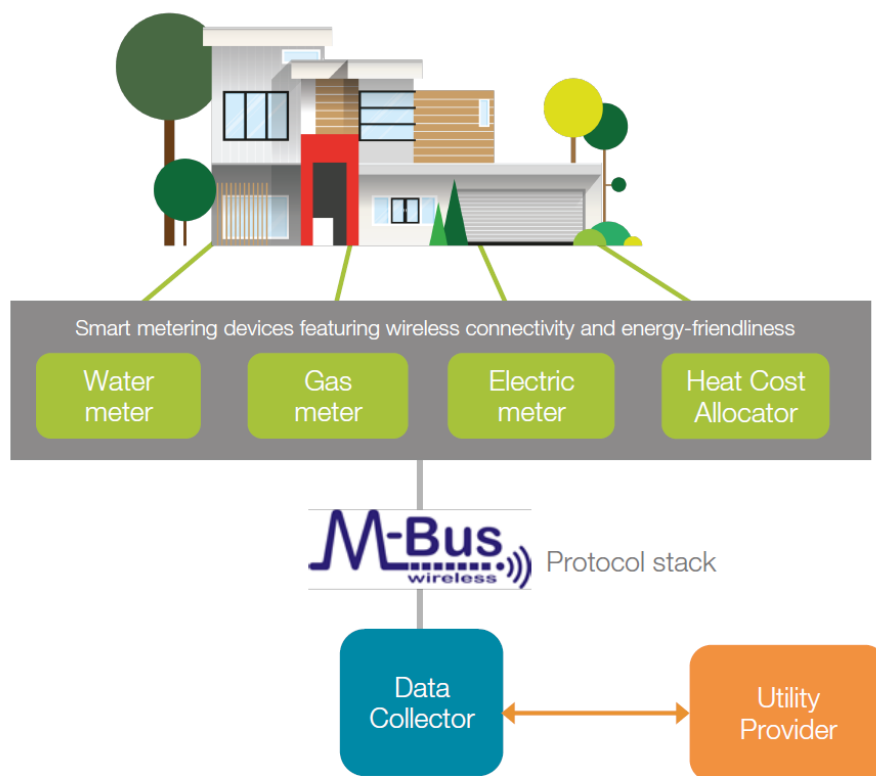 Smart metering devices featuring wireless connectivity and energy-friendliness
Water
meter
Gas
meter
Electric
meter
Heat Cost
Allocator
M-Bus
wireless
Protocol stack
Data
Collector
Utility
Provider